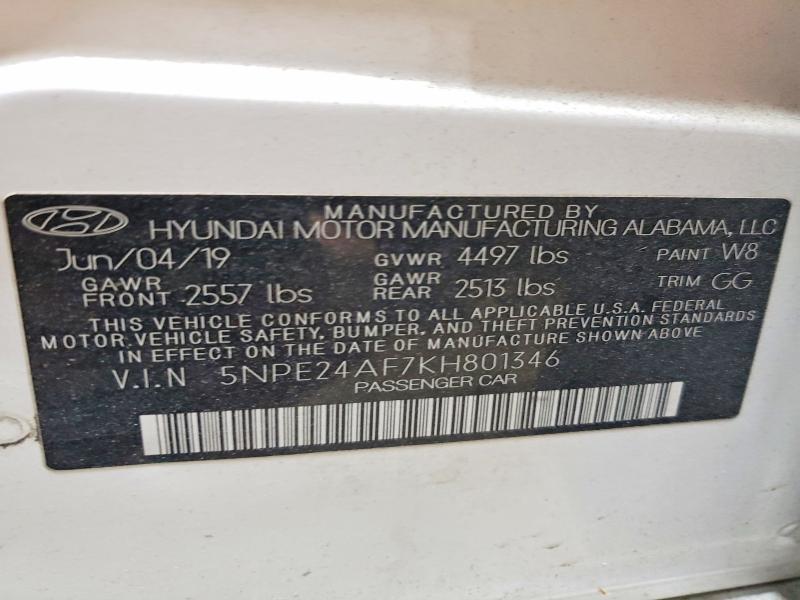 MANUFACTURED BY
HYUNDAI MOTOR MANUFACTURING ALABAMA, LLC
Jun/04/19 GVWR 4497 lbs PAINT W8
GAWR FRONT 2557 lbs GAWR REAR 2513 lbs TRIM GG
THIS VEHICLE CONFORMS TO ALL APPLICABLE U.S.A. FEDERAL
MOTOR VEHICLE SAFETY, BUMPER, AND THEFT PREVENTION STANDARDS
IN EFFECT ON THE DATE OF MANUFACTURE SHOWN ABOVE
V.I.N 5NPE24AF7KH801346
PASSENGER CAR